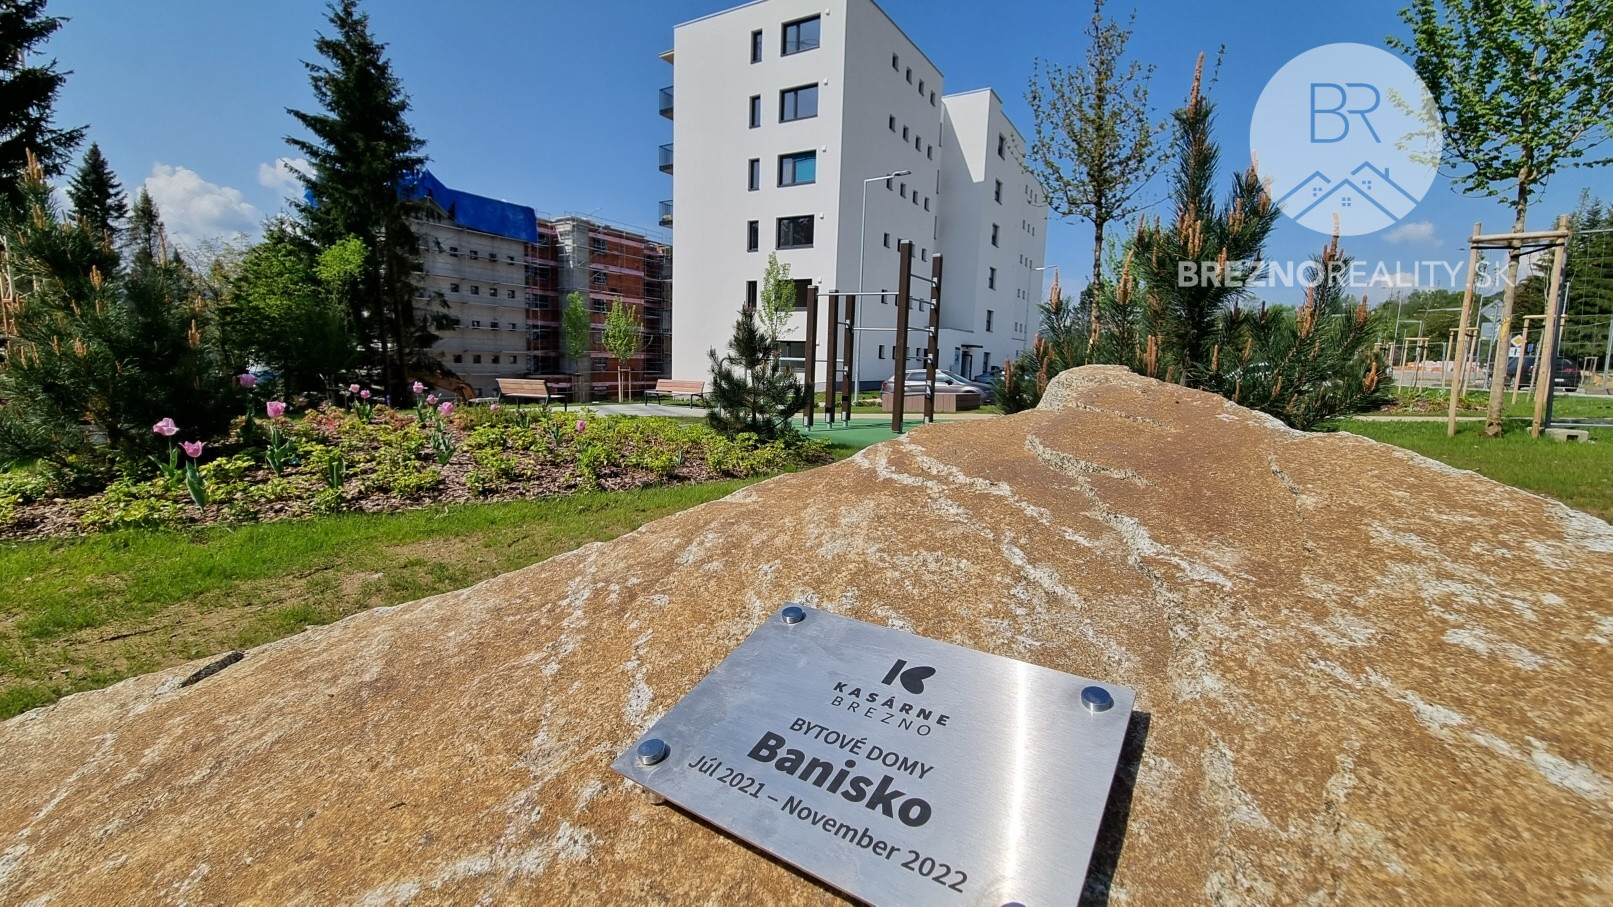 BR
BREZNOREALITY.SK
KASÁRNE
BREZNO
BYTOVÉ DOMY
Banisko
Júl 2021 – November 2022